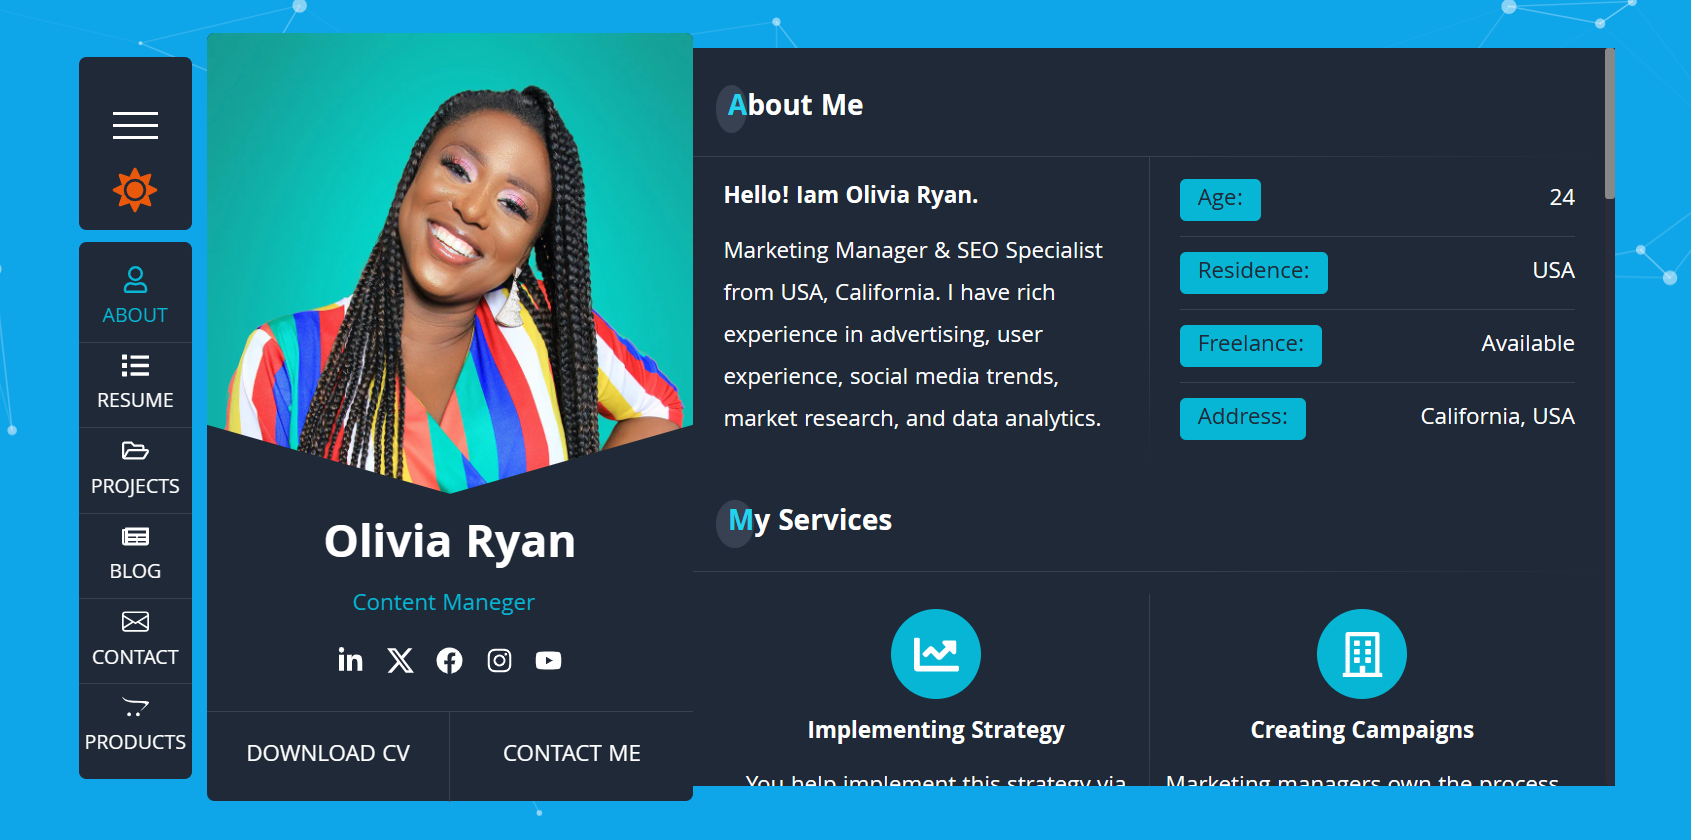 ABOUT
RESUME
PROJECTS
BLOG
CONTACT
PRODUCTS
Olivia Ryan
Content Maneger
DOWNLOAD CV
CONTACT ME
About Me
Hello! Iam Olivia Ryan.
Marketing Manager & SEO Specialist
from USA, California. I have rich
experience in advertising, user
experience, social media trends,
market research, and data analytics.
Age: 24
Residence: USA
Freelance: Available
Address: California, USA
My Services
Implementing Strategy
You help implement this strategy via
Creating Campaigns
Marketing managers own the process